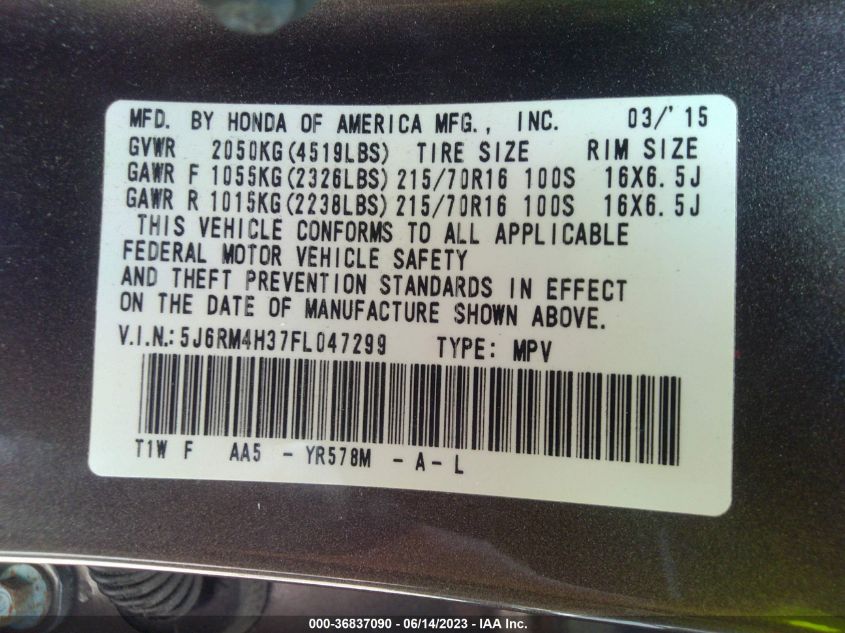 MFD. BY HONDA OF AMERICA MFG., INC. 03/'15
GVWR 2050KG(4519LBS) TIRE SIZE RIM SIZE
GAWR F 1055KG(2326LBS) 215/70R16 100S 16X6.5J
GAWR R 1015KG(2238LBS) 215/70R16 100S 16X6.5J
THIS VEHICLE CONFORMS TO ALL APPLICABLE
FEDERAL MOTOR VEHICLE SAFETY
AND THEFT PREVENTION STANDARDS IN EFFECT
ON THE DATE OF MANUFACTURE SHOWN ABOVE.
V.I.N.:5J6RM4H37FL047299 TYPE: MPV
T1W F AA5 - YR578M - A - L
000-36837090 - 06/14/2023 - IAA Inc.